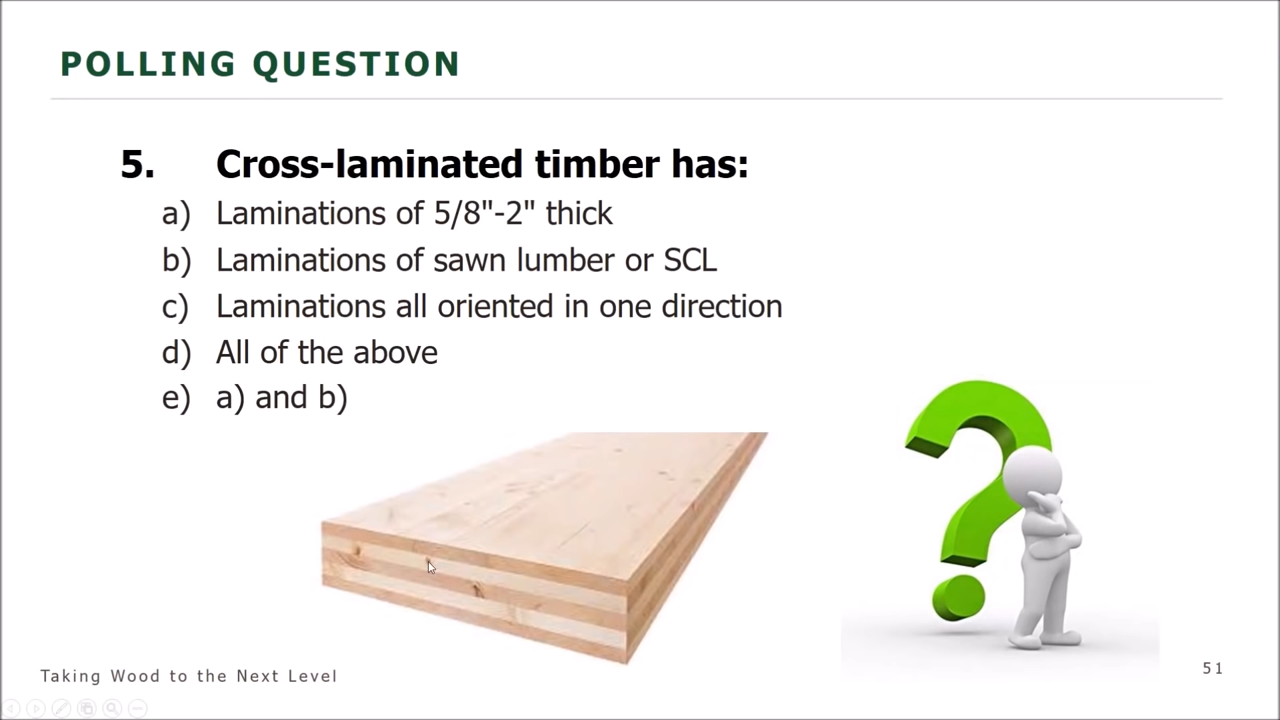 POLLING QUESTION
5. Cross-laminated timber has:
a) Laminations of 5/8"-2" thick
b) Laminations of sawn lumber or SCL
c) Laminations all oriented in one direction
d) All of the above
e) a) and b)
Taking Wood to the Next Level
51